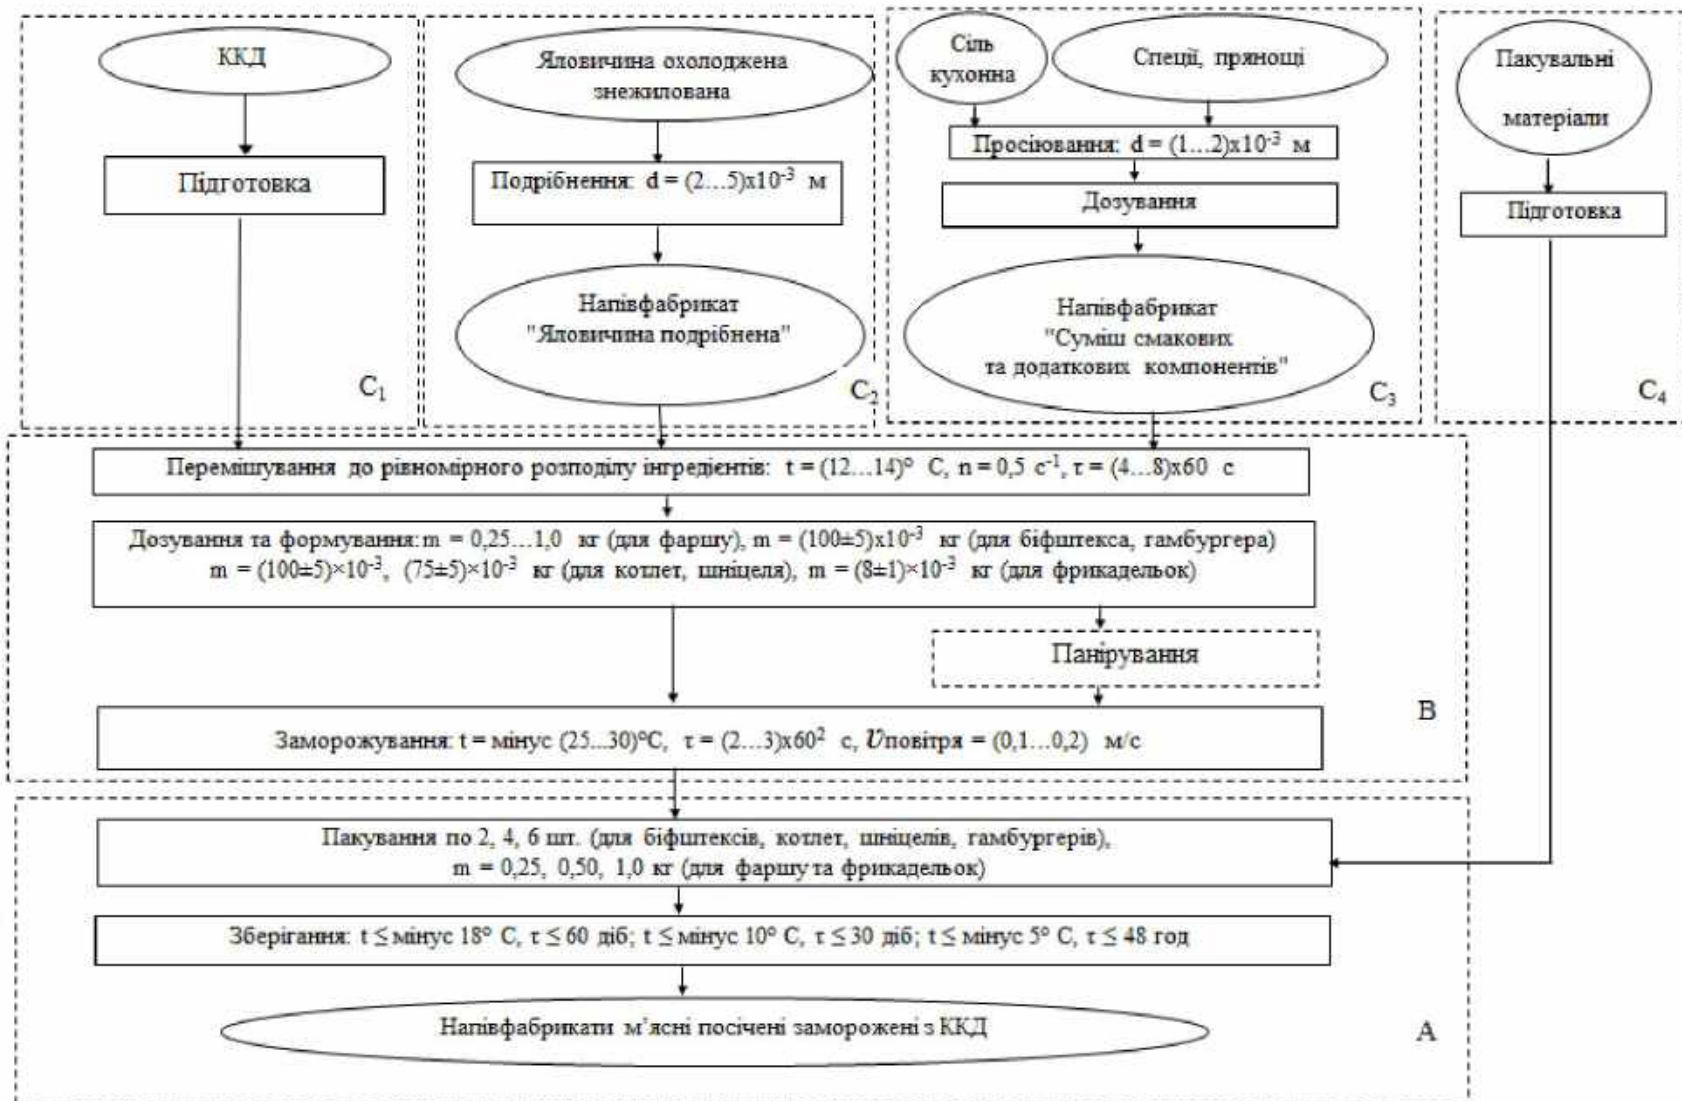 ККД
Підготовка
C₁
Яловичина охолоджена
знежилована
Подрібнення: d = (2...5)х10⁻³ м
Напівфабрикат
"Яловичина подрібнена"
C₂
Сіль
кухонна
Спеції, прянощі
Просіювання: d = (1...2)х10⁻³ м
Дозування
Напівфабрикат
"Суміш смакових
та додаткових компонентів"
C₃
Пакувальні
матеріали
Підготовка
C₄
Перемішування до рівномірного розподілу інгредієнтів: t = (12...14)° С, n = 0,5 с⁻¹, τ = (4...8)х60 с
Дозування та формування: m = 0,25...1,0 кг (для фаршу), m = (100±5)х10⁻³ кг (для біфштекса, гамбургера)
m = (100±5)×10⁻³, (75±5)×10⁻³ кг (для котлет, шніцеля), m = (8±1)×10⁻³ кг (для фрикадельок)
Панірування
Заморожування: t = мінус (25...30)°С, τ = (2...3)х60² с, 𝒗повітря = (0,1...0,2) м/с
B
Пакування по 2, 4, 6 шт. (для біфштексів, котлет, шніцелів, гамбургерів),
m = 0,25, 0,50, 1,0 кг (для фаршу та фрикадельок)
Зберігання: t ≤ мінус 18° С, τ ≤ 60 діб; t ≤ мінус 10° С, τ ≤ 30 діб; t ≤ мінус 5° С, τ ≤ 48 год
Напівфабрикати м’ясні посічені заморожені з ККД
A